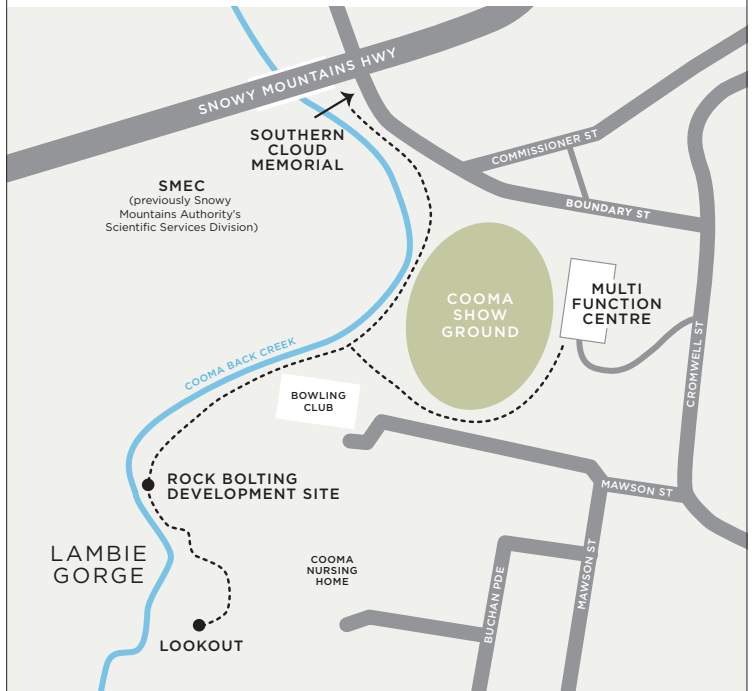 SNOWY MOUNTAINS HWY
SOUTHERN
CLOUD
MEMORIAL
COMMISSIONER ST
SMEC
(previously Snowy
Mountains Authority's
Scientific Services Division)
BOUNDARY ST
COOMA
SHOW
GROUND
MULTI
FUNCTION
CENTRE
CROMWELL ST
COOMA BACK CREEK
BOWLING
CLUB
ROCK BOLTING
DEVELOPMENT SITE
MAWSON ST
LAMBIE
GORGE
COOMA
NURSING
HOME
BUCHAN PDE
MAWSON ST
LOOKOUT